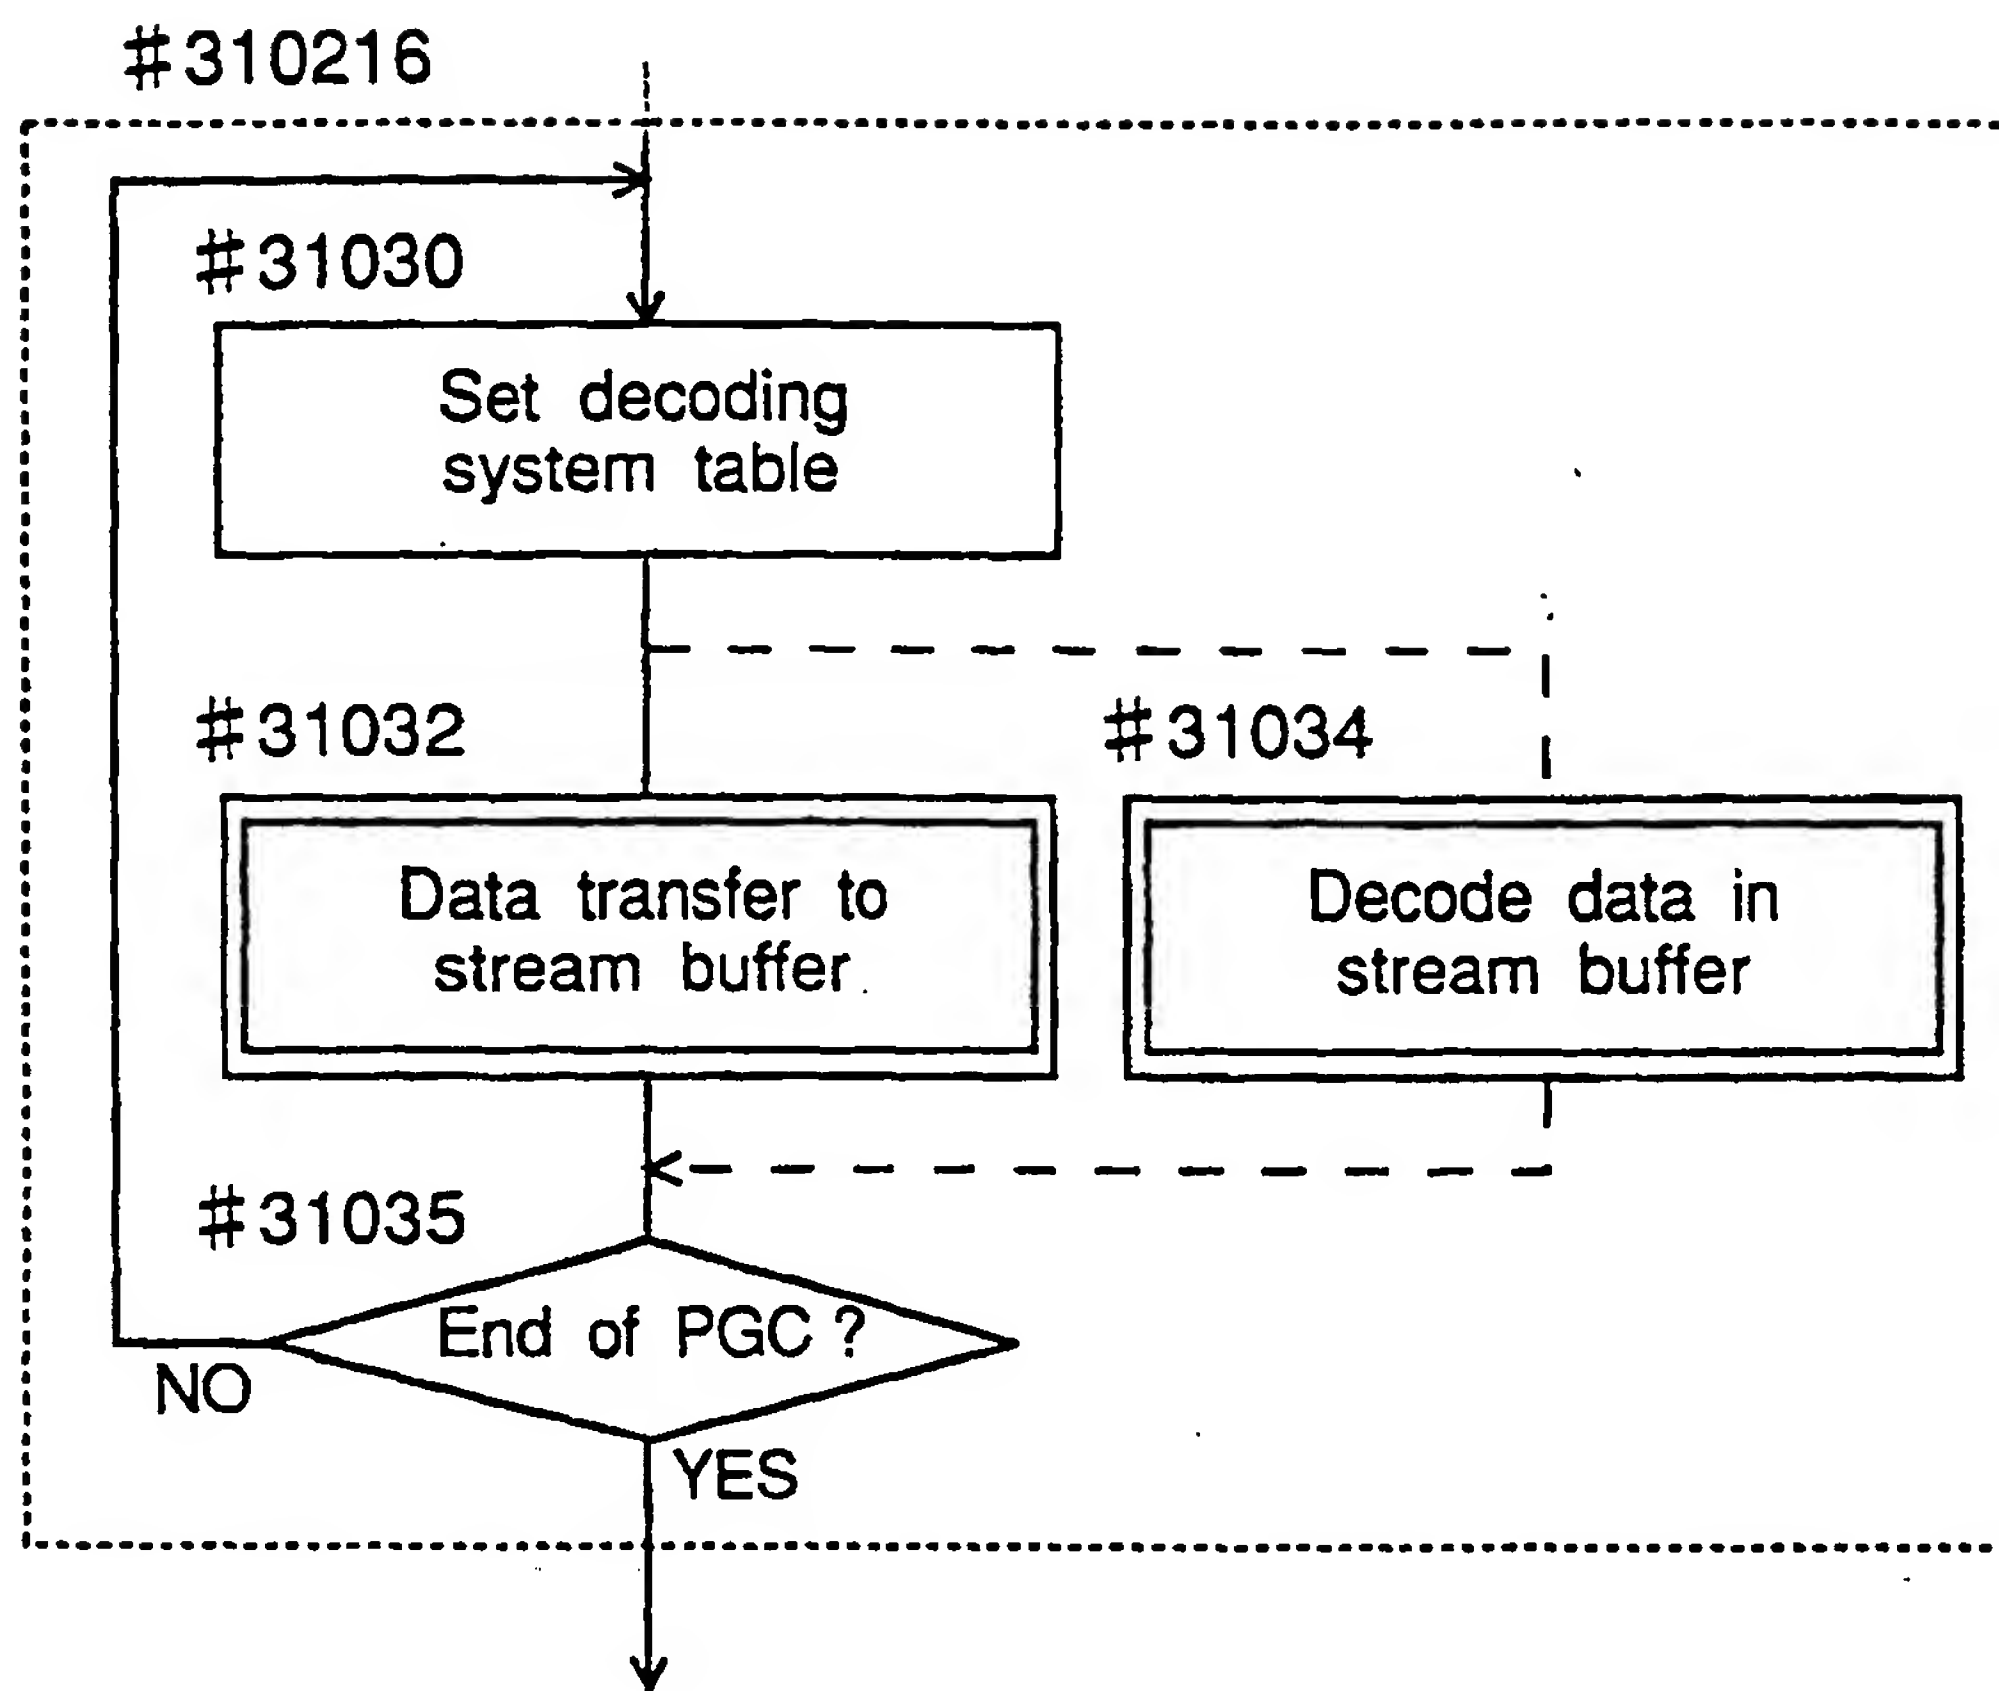 #310216
#31030
Set decoding
system table
#31032
#31034
Data transfer to
stream buffer
Decode data in
stream buffer
#31035
End of PGC ?
NO
YES